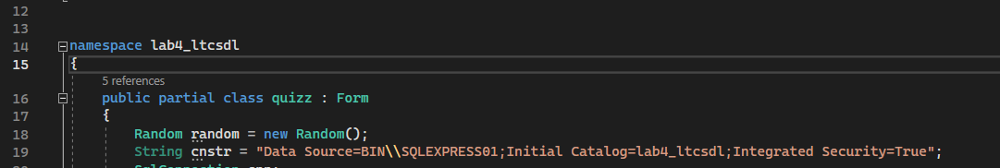 12
13
14 namespace lab4_ltcsdl
15 {
5 references
16 public partial class quizz : Form
17 {
18 Random random = new Random();
19 String cnstr = "Data Source=BIN\\SQLEXPRESS01;Initial Catalog=lab4_ltcsdl;Integrated Security=True";